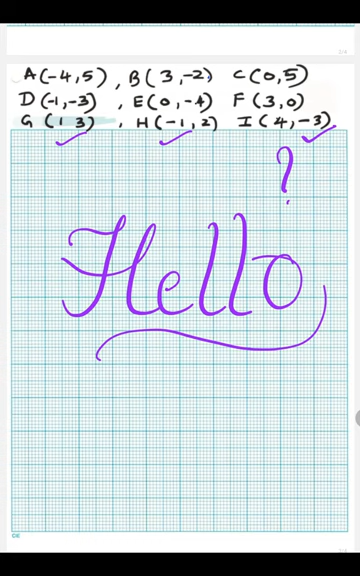 A(-4,5), B(3,-2), C(0,5)
D(-1,-3), E(0,-4) F(3,0)
G (1 3), H(-1,2) I(4,-3).
?
Hello